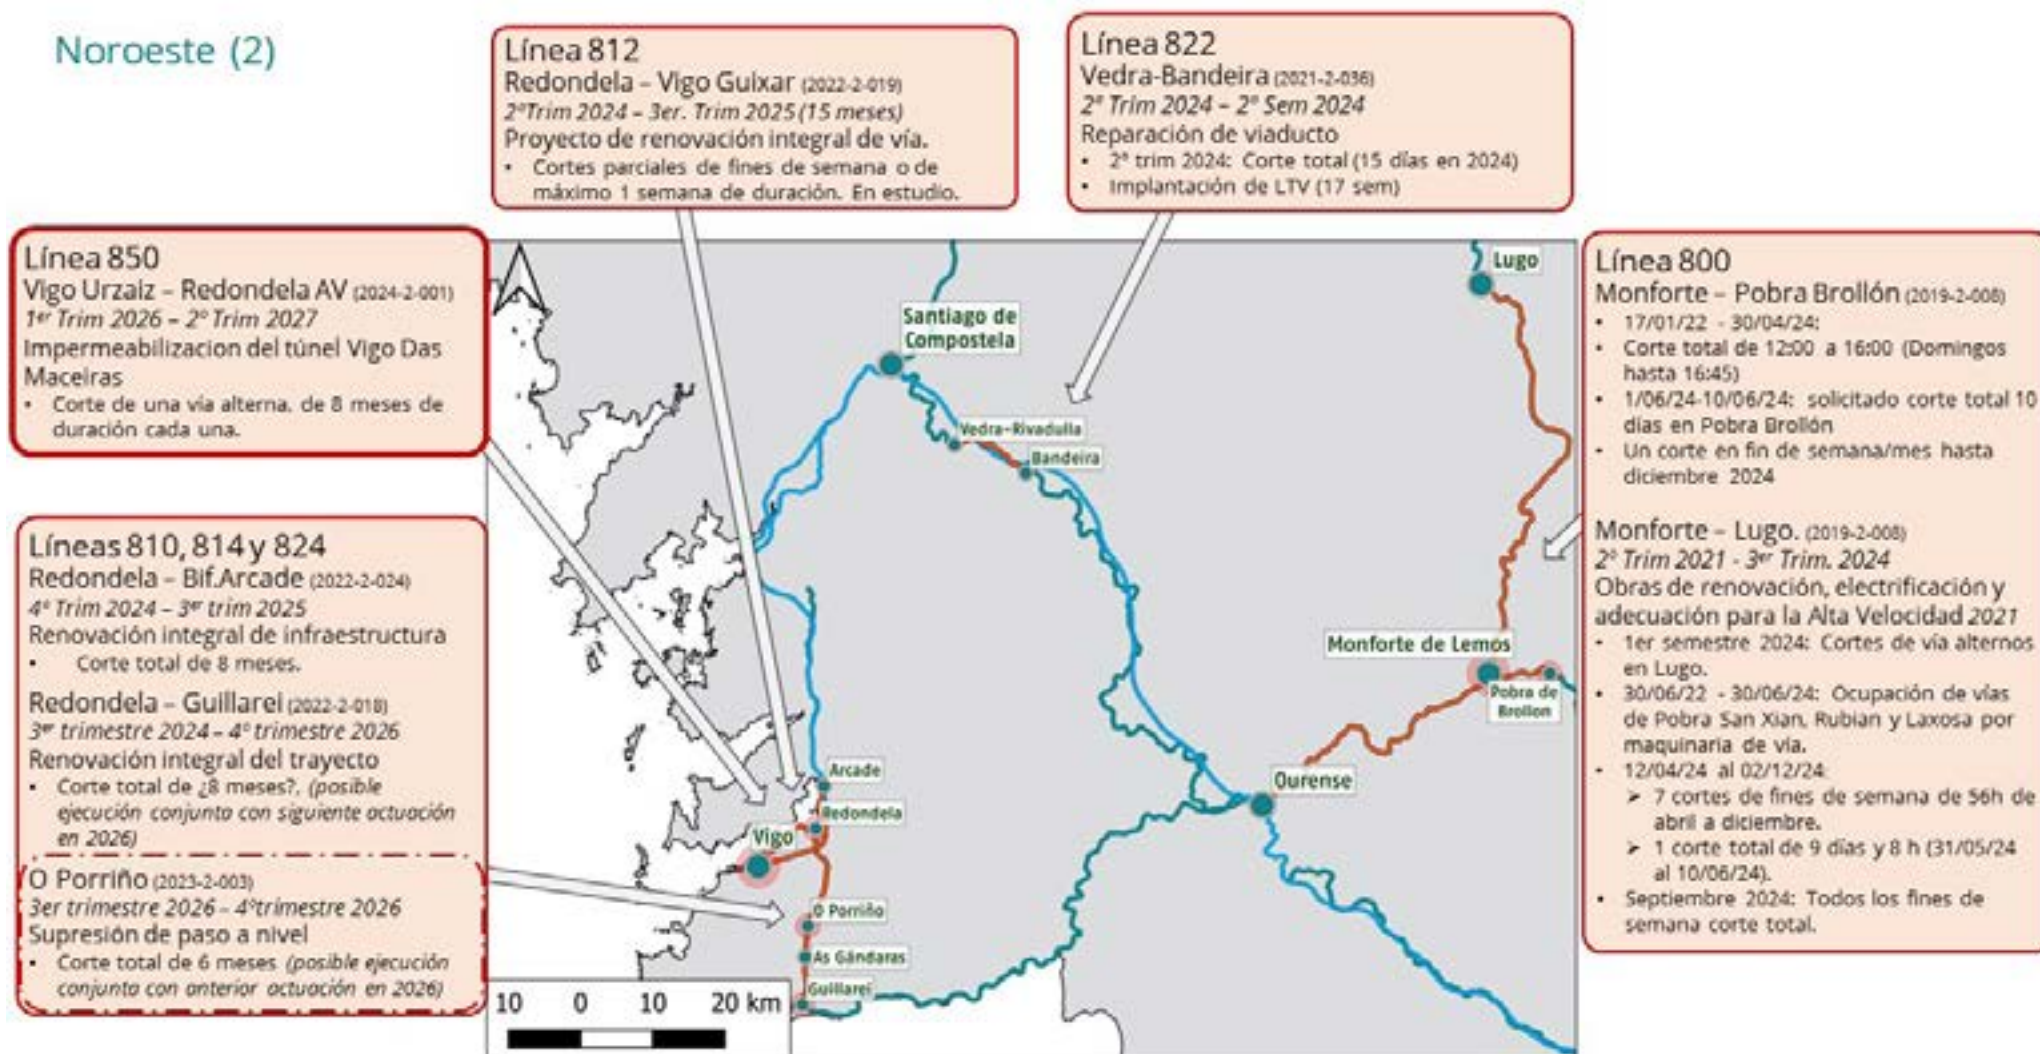 Noroeste (2)
Línea 812
Redondela – Vigo Guixar (2022-2-019)
2ºTrim 2024 – 3er. Trim 2025 (15 meses)
Proyecto de renovación integral de vía.
• Cortes parciales de fines de semana o de
máximo 1 semana de duración. En estudio.
Línea 822
Vedra-Bandeira (2021-2-036)
2º Trim 2024 – 2º Sem 2024
Reparación de viaducto
• 2º trim 2024: Corte total (15 días en 2024)
• Implantación de LTV (17 sem)
Línea 850
Vigo Urzaiz – Redondela AV (2024-2-001)
1er Trim 2026 – 2º Trim 2027
Impermeabilizacion del túnel Vigo Das
Maceiras
• Corte de una vía alterna, de 8 meses de
duración cada una.
Líneas 810, 814 y 824
Redondela – Bif.Arcade (2022-2-024)
4º Trim 2024 – 3er trim 2025
Renovación integral de infraestructura
• Corte total de 8 meses.
Redondela – Guillarei (2022-2-018)
3er trimestre 2024 – 4º trimestre 2026
Renovación integral del trayecto
• Corte total de ¿8 meses?, (posible
ejecución conjunta con siguiente actuación
en 2026)
O Porriño (2023-2-003)
3er trimestre 2026 – 4ºtrimestre 2026
Supresión de paso a nivel
• Corte total de 6 meses (posible ejecución
conjunta con anterior actuación en 2026)
Línea 800
Monforte – Pobra Brollón (2019-2-008)
• 17/01/22 - 30/04/24:
• Corte total de 12:00 a 16:00 (Domingos
hasta 16:45)
• 1/06/24-10/06/24: solicitado corte total 10
días en Pobra Brollón
• Un corte en fin de semana/mes hasta
diciembre 2024
Monforte – Lugo. (2019-2-008)
2º Trim 2021 - 3er Trim. 2024
Obras de renovación, electrificación y
adecuación para la Alta Velocidad 2021
• 1er semestre 2024: Cortes de vía alternos
en Lugo.
• 30/06/22 - 30/06/24: Ocupación de vías
de Pobra San Xian, Rubian y Laxosa por
maquinaria de vía.
• 12/04/24 al 02/12/24:
➢ 7 cortes de fines de semana de 56h de
abril a diciembre.
➢ 1 corte total de 9 días y 8 h (31/05/24
al 10/06/24).
• Septiembre 2024: Todos los fines de
semana corte total.
Lugo
Santiago de
Compostela
Vedra-Rivadulla
Bandeira
Monforte de Lemos
Pobra de
Brollon
Ourense
Arcade
Redondela
Vigo
O Porriño
As Gándaras
Guillarei
10 0 10 20 km